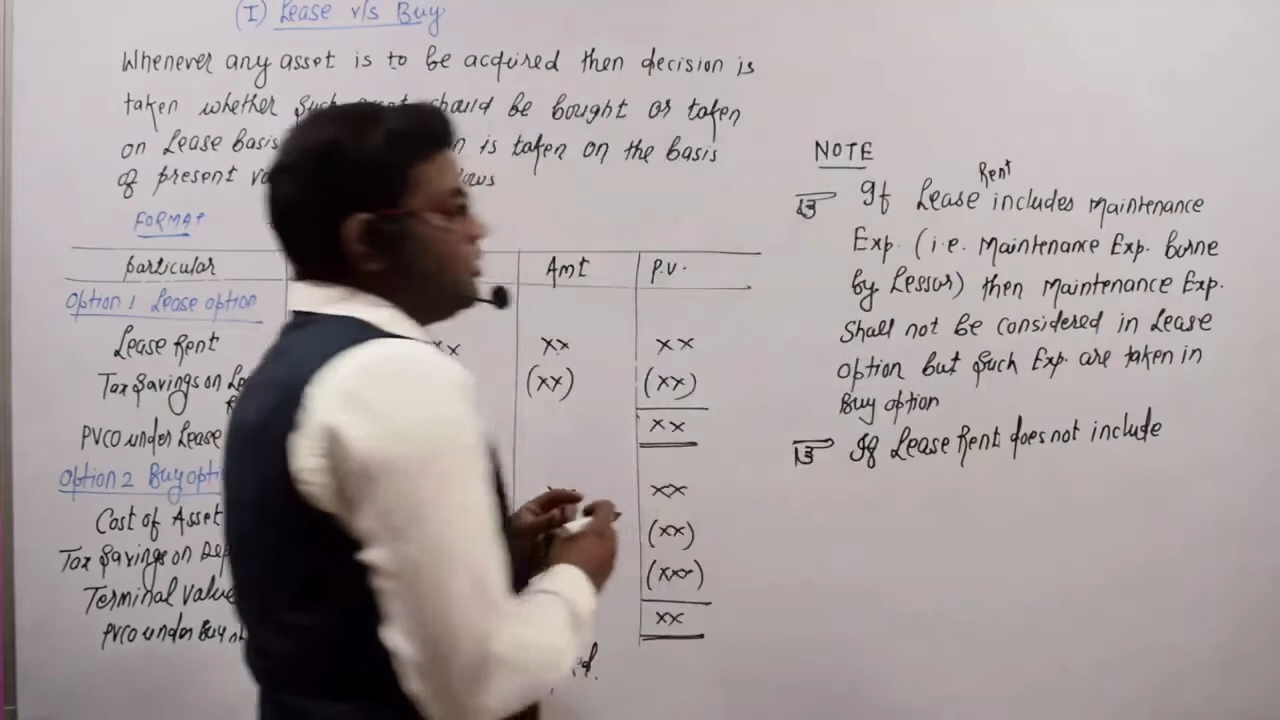 (I) Lease v/s Buy
Whenever any asset is to be acquired then decision is
taken whether should be bought or taken
on Lease basis is taken on the basis
of present
FORMAT
particular Amt P.V.
Option 1 Lease option
Lease Rent xx xx
Tax Savings on (xx) (xx)
PVCO under Lease xx
Option 2 Buy
xx
Cost of Asset
(xx)
Tax Savings on Dep
(xx)
Terminal Value
PVCO under Buy xx
NOTE
☞ If Lease Rent includes Maintenance
Exp. (i.e. Maintenance Exp. borne
by Lessor) then Maintenance Exp.
Shall not be considered in Lease
option but Such Exp. are taken in
Buy option
☞ If Lease Rent does not include